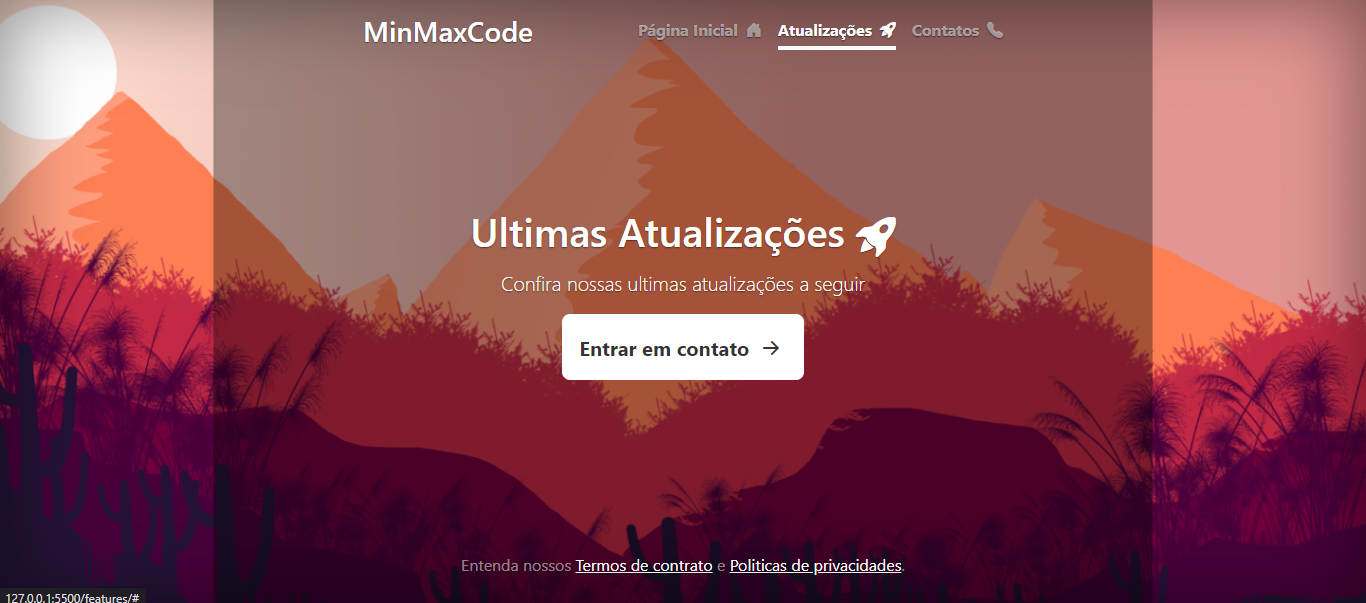 MinMaxCode
Página Inicial Atualizações Contatos
Ultimas Atualizações
Confira nossas ultimas atualizações a seguir
Entrar em contato →
Entenda nossos Termos de contrato e Politicas de privacidades.
127.0.0.1:5500/features/#